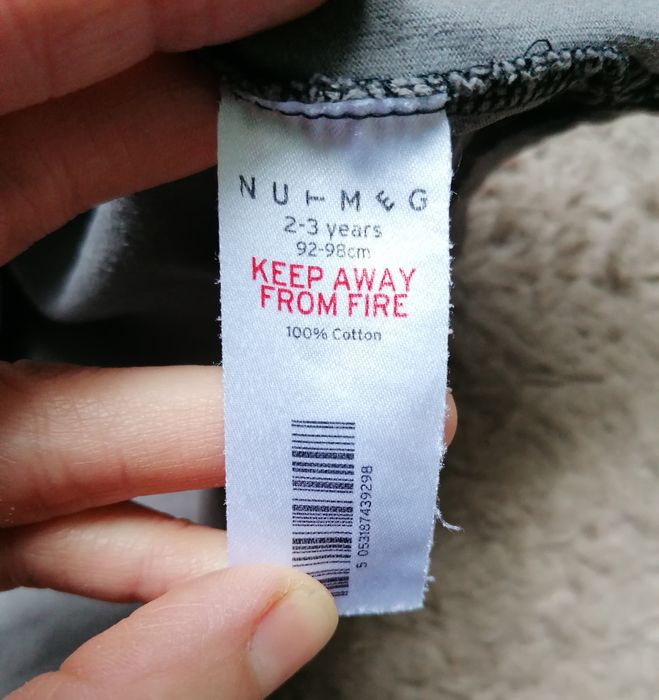 NUTMEG
2-3 years
92-98cm
KEEP AWAY
FROM FIRE
100% Cotton
5 053187439298